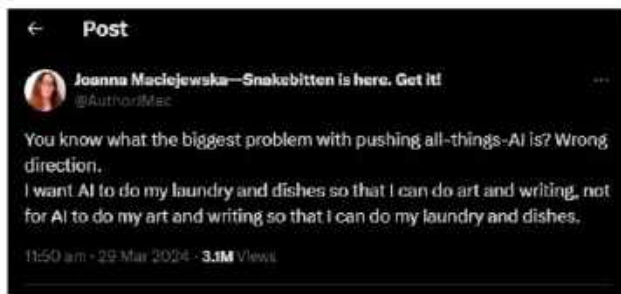 ← Post
Joanna Maciejewska—Snakebitten is here. Get it!
@AuthorJMac
You know what the biggest problem with pushing all-things-AI is? Wrong
direction.
I want AI to do my laundry and dishes so that I can do art and writing, not
for AI to do my art and writing so that I can do my laundry and dishes.
11:50 am · 29 Mar 2024 · 3.1M Views